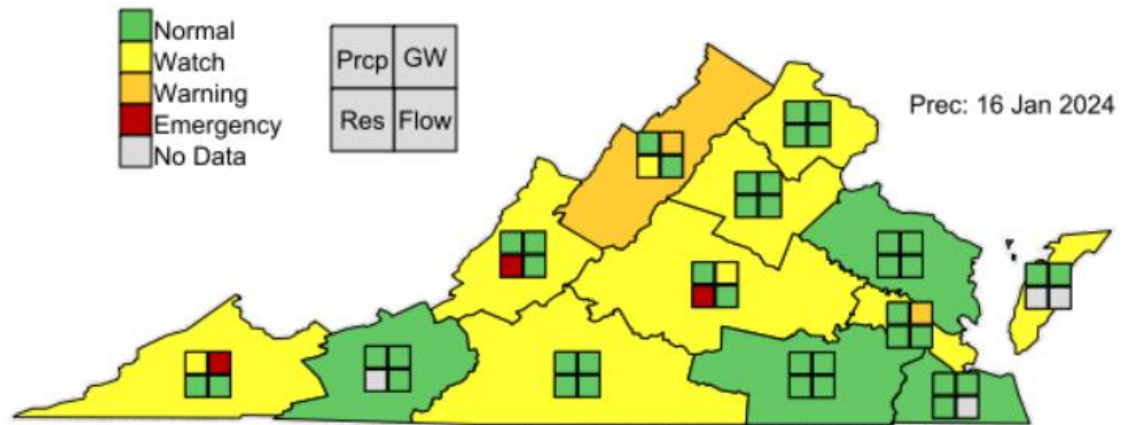 Normal
Watch
Warning
Emergency
No Data
Prcp GW
Res Flow
Prec: 16 Jan 2024